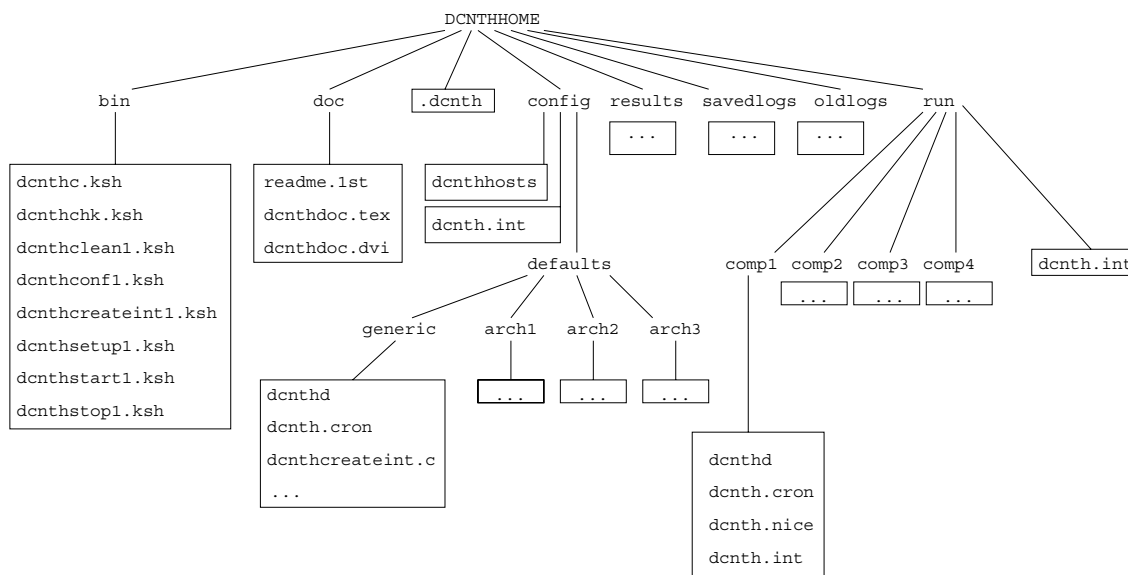 DCNTHHOME
bin doc .dcnth config results savedlogs oldlogs run
... ... ...
dcnthc.ksh
dcnthchk.ksh
dcnthclean1.ksh
dcnthconf1.ksh
dcnthcreateint1.ksh
dcnthsetup1.ksh
dcnthstart1.ksh
dcnthstop1.ksh
readme.1st
dcnthdoc.tex
dcnthdoc.dvi
dcnthhosts
dcnth.int
defaults
generic arch1 arch2 arch3
... ... ...
dcnthd
dcnth.cron
dcnthcreateint.c
...
comp1 comp2 comp3 comp4 dcnth.int
... ... ...
dcnthd
dcnth.cron
dcnth.nice
dcnth.int